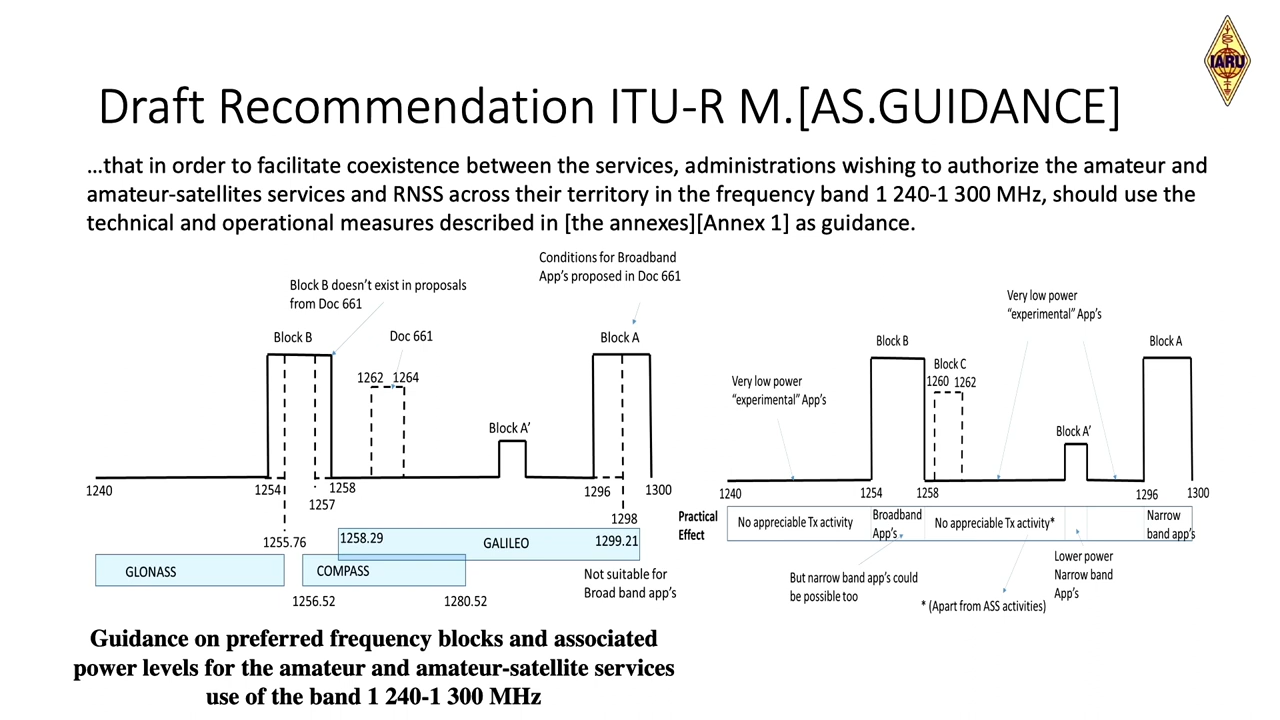 IARU
Draft Recommendation ITU-R M.[AS.GUIDANCE]
…that in order to facilitate coexistence between the services, administrations wishing to authorize the amateur and
amateur-satellites services and RNSS across their territory in the frequency band 1 240-1 300 MHz, should use the
technical and operational measures described in [the annexes][Annex 1] as guidance.
Conditions for Broadband
App's proposed in Doc 661
Block B doesn't exist in proposals
from Doc 661
Block B
Doc 661
Block A
1262 1264
Block A'
1240
1254
1258
1257
1296
1300
1298
1255.76
1258.29
GALILEO
1299.21
GLONASS
COMPASS
Not suitable for
Broad band app's
1256.52
1280.52
Guidance on preferred frequency blocks and associated
power levels for the amateur and amateur-satellite services
use of the band 1 240-1 300 MHz
Very low power
"experimental" App's
Block B
Block A
Block C
1260 1262
Very low power
"experimental" App's
Block A'
1240
1254
1258
1296
1300
Practical
Effect
No appreciable Tx activity
Broadband
App's
No appreciable Tx activity*
Narrow
band app's
Lower power
Narrow band
App's
But narrow band app's could
be possible too
* (Apart from ASS activities)